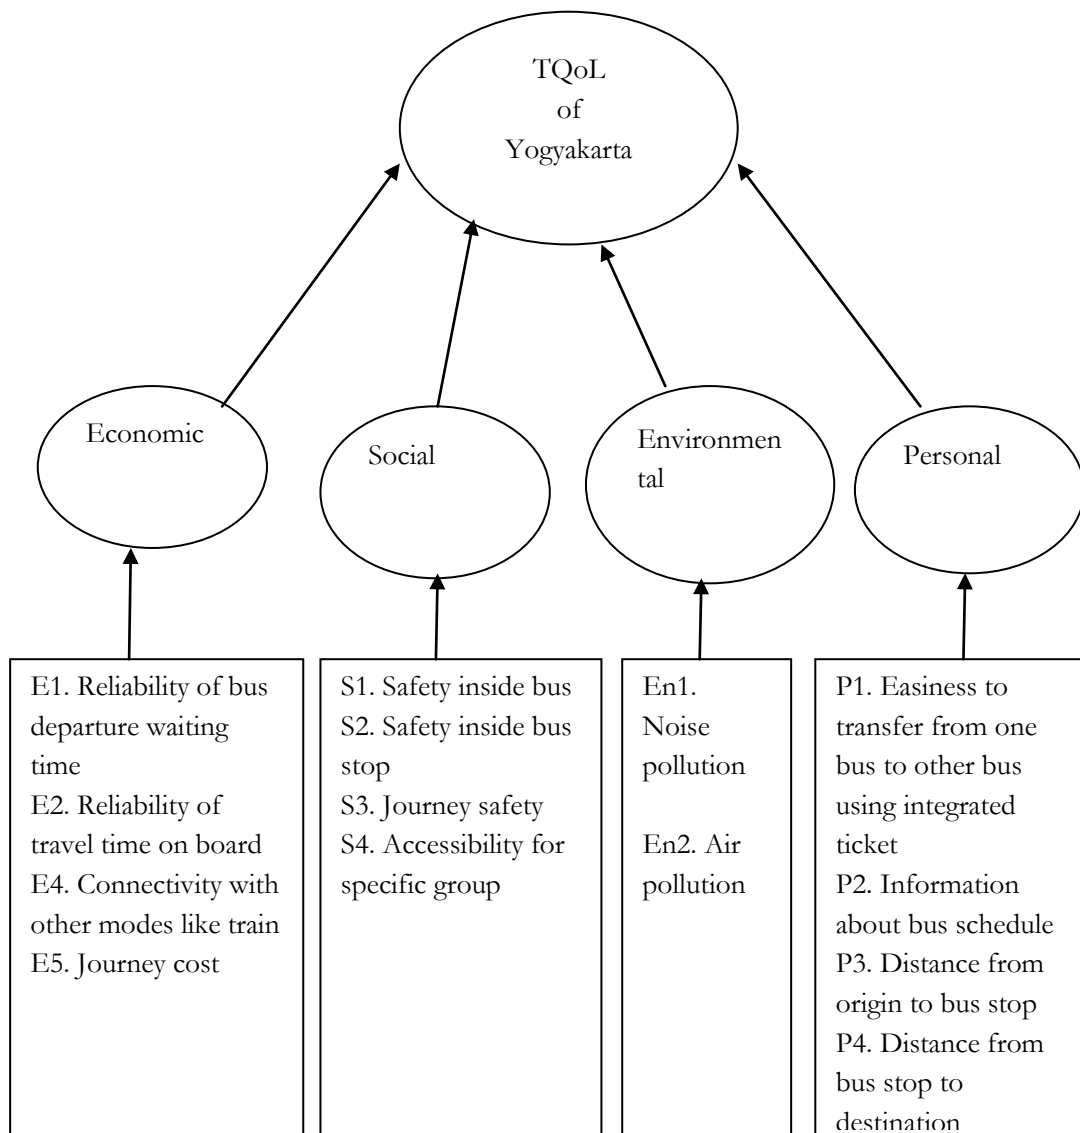 TQoL
of
Yogyakarta
Economic
Social
Environmen
tal
Personal
E1. Reliability of bus
departure waiting
time
E2. Reliability of
travel time on board
E4. Connectivity with
other modes like train
E5. Journey cost
S1. Safety inside bus
S2. Safety inside bus
stop
S3. Journey safety
S4. Accessibility for
specific group
En1.
Noise
pollution
En2. Air
pollution
P1. Easiness to
transfer from one
bus to other bus
using integrated
ticket
P2. Information
about bus schedule
P3. Distance from
origin to bus stop
P4. Distance from
bus stop to
destination